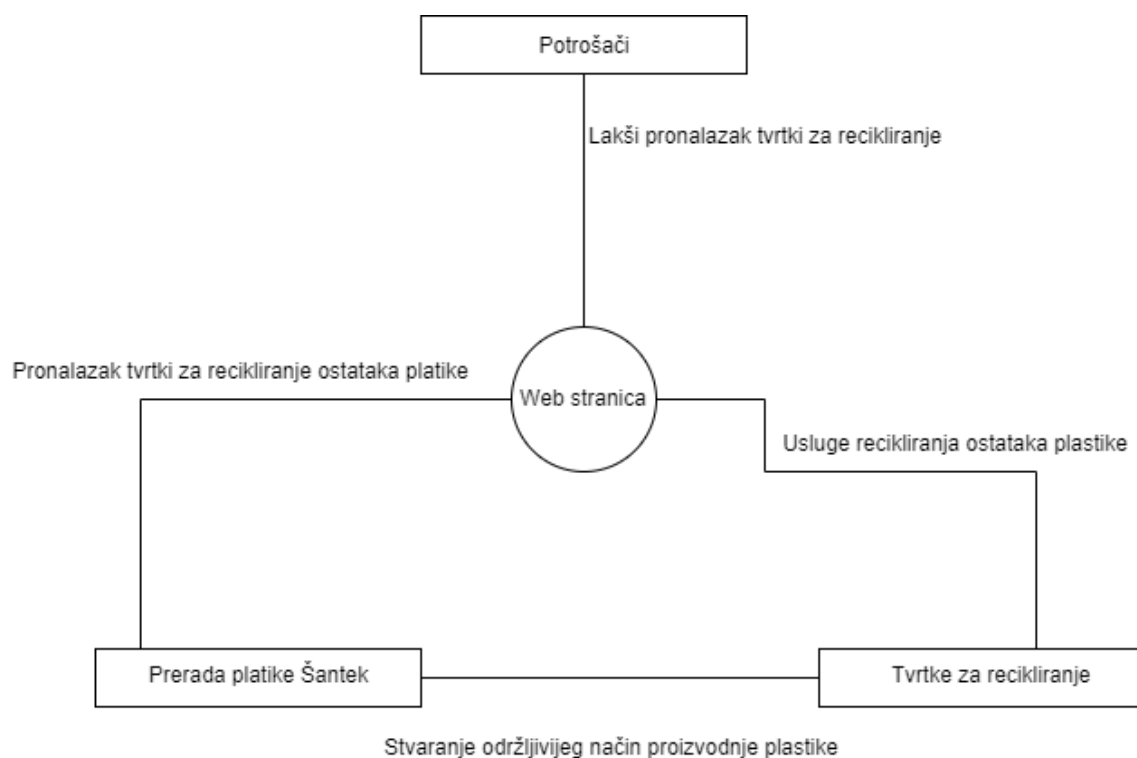 Potrošači
Lakši pronalazak tvrtki za recikliranje
Pronalazak tvrtki za recikliranje ostataka platike
Web stranica
Usluge recikliranja ostataka plastike
Prerada platike Šantek
Tvrtke za recikliranje
Stvaranje održljivijeg način proizvodnje plastike